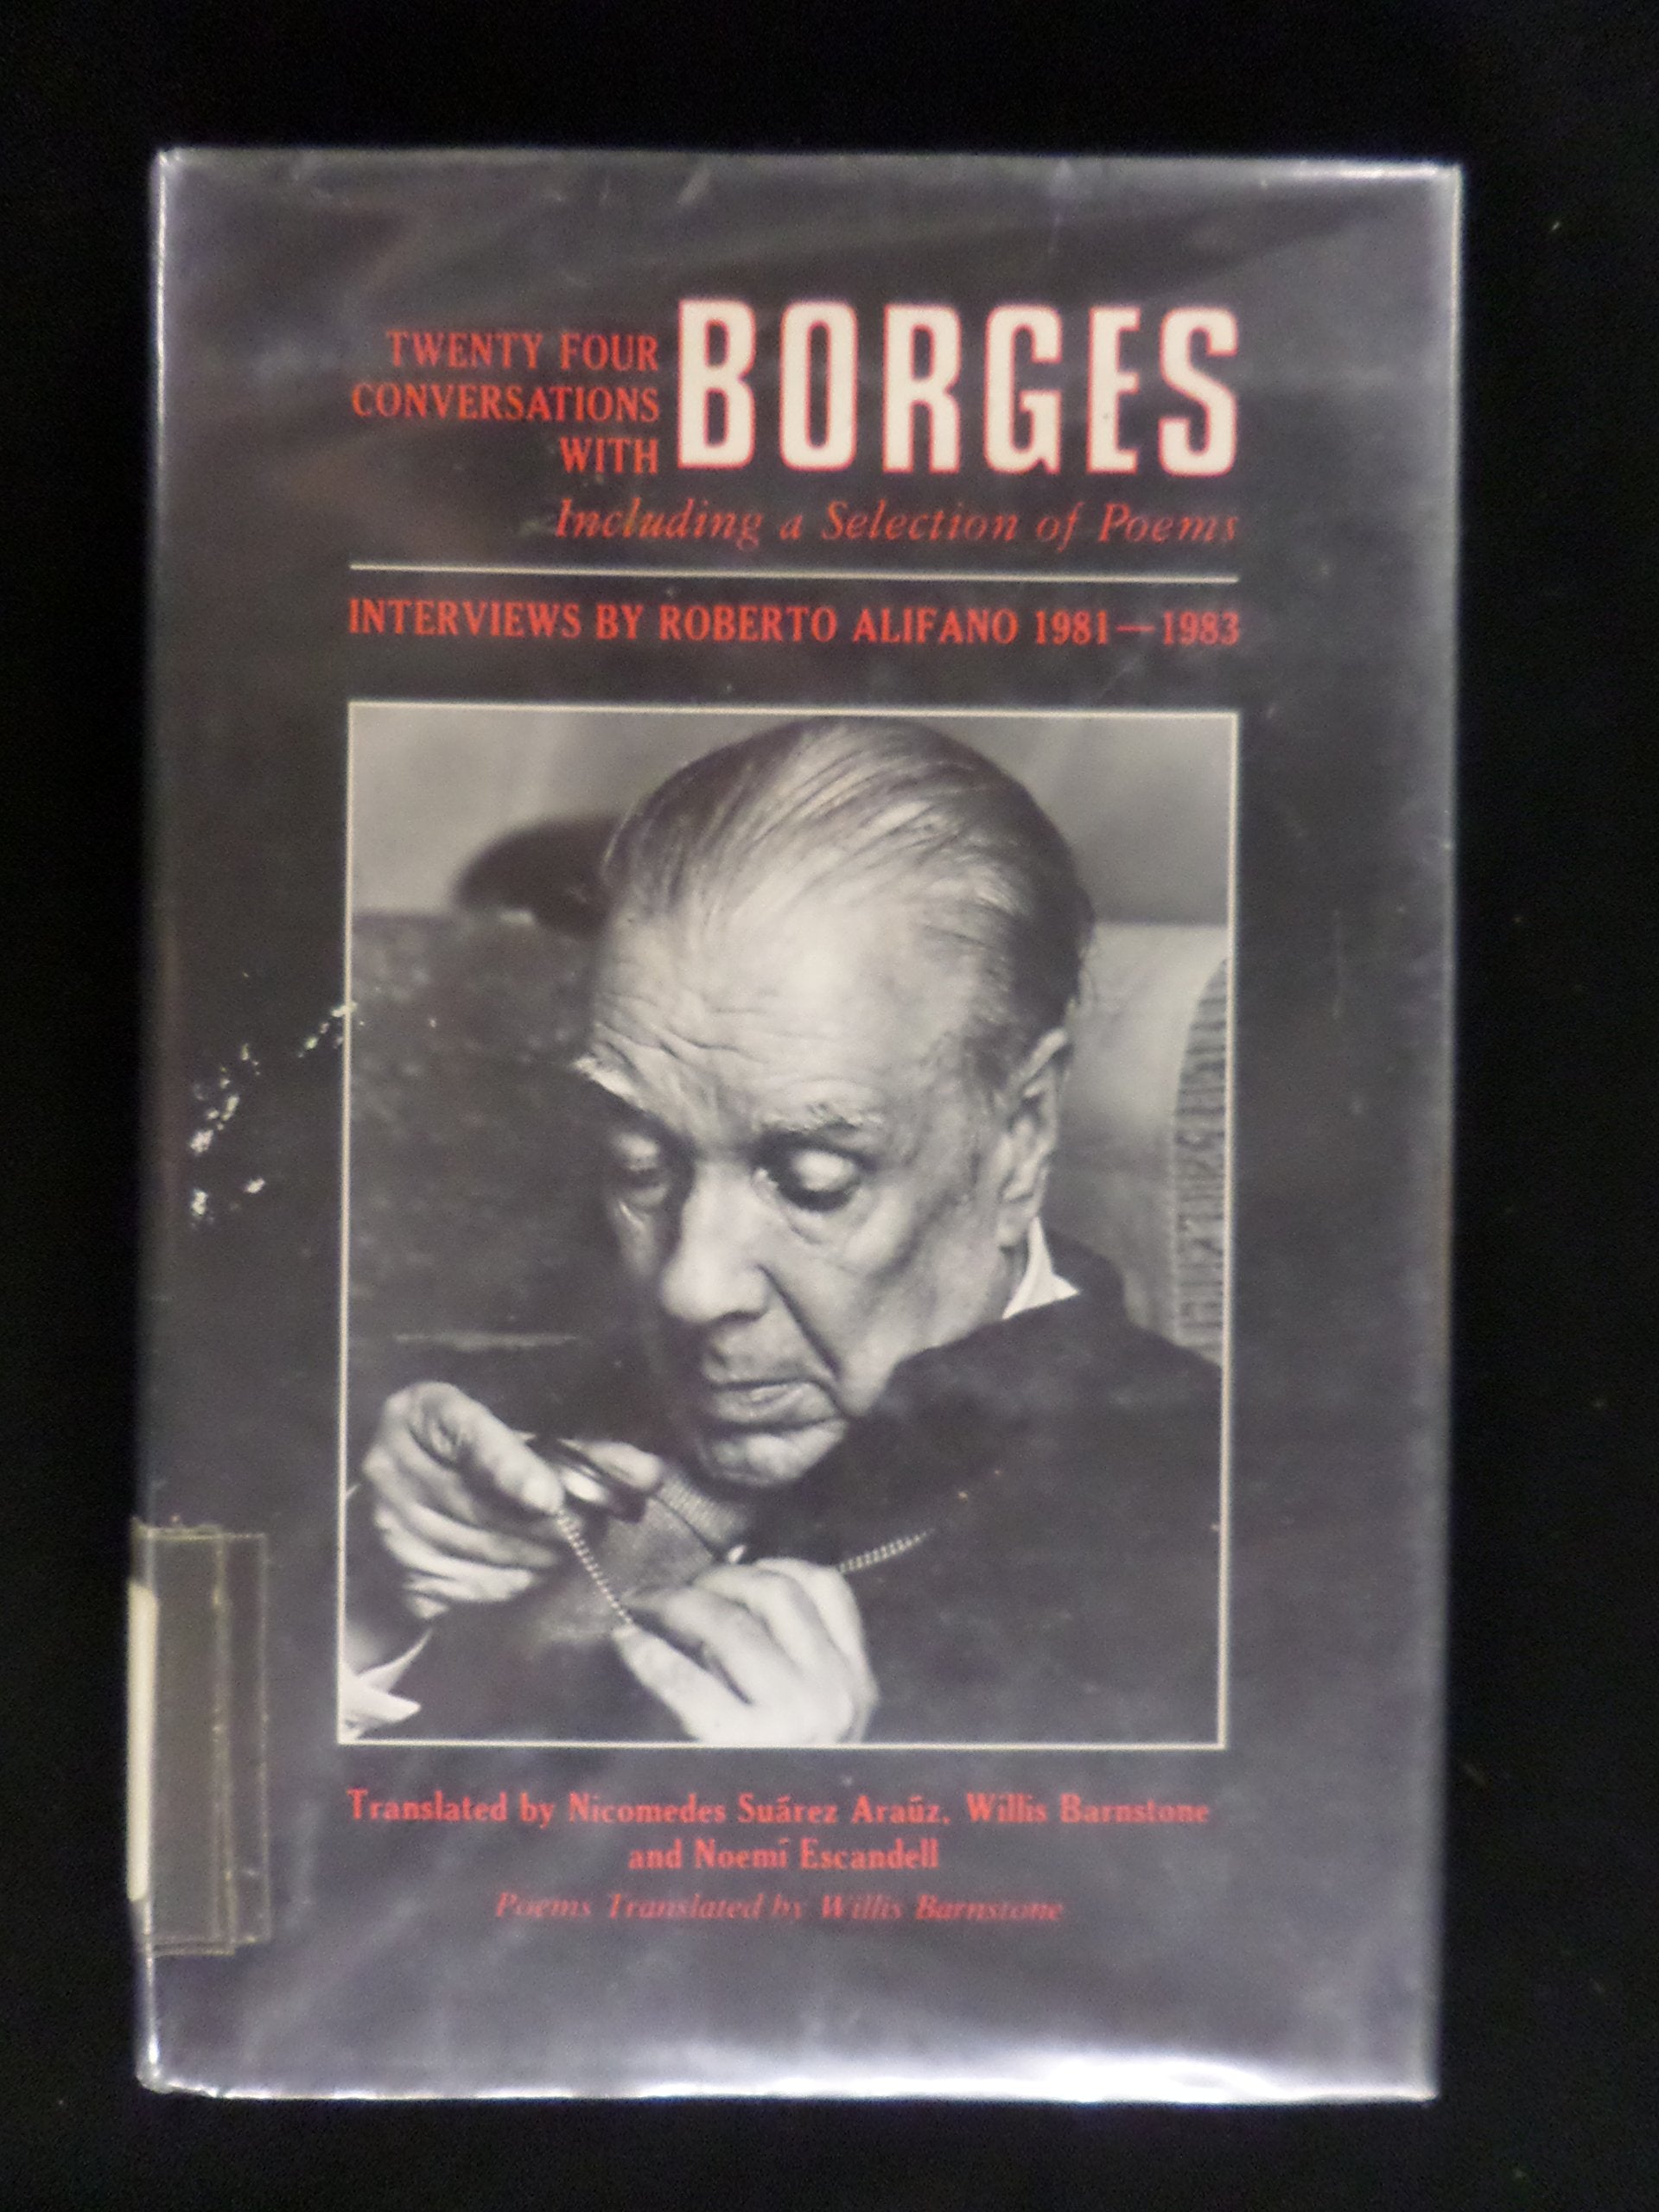 TWENTY FOUR
CONVERSATIONS
WITH
BORGES
Including a Selection of Poems
INTERVIEWS BY ROBERTO ALIFANO 1981—1983
Translated by Nicomedes Suárez Araúz, Willis Barnstone
and Noemí Escandell
Poems Translated by Willis Barnstone